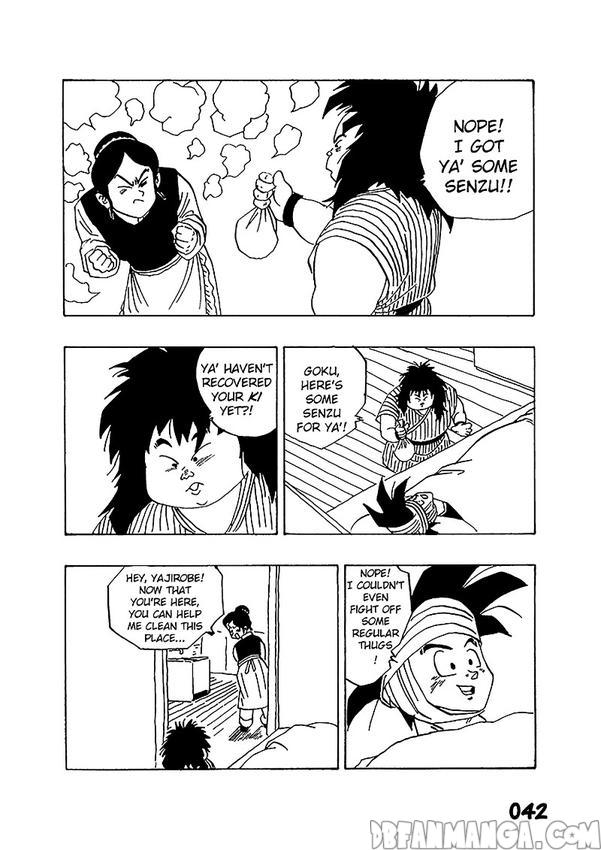 NOPE!
I GOT
YA' SOME
SENZU!!
GOKU,
HERE'S
SOME
SENZU
FOR YA'!
YA' HAVEN'T
RECOVERED
YOUR KI
YET?!
NOPE!
I COULDN'T
EVEN
FIGHT OFF
SOME
REGULAR
THUGS
!
HEY, YAJIROBE!
NOW THAT
YOU'RE HERE,
YOU CAN HELP
ME CLEAN THIS
PLACE...
042
DBFANMANGA.COM